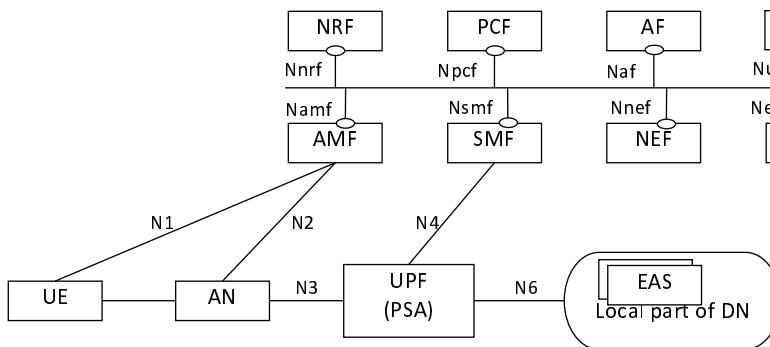 NRF
PCF
AF
Nnrf
Npcf
Naf
Namf
Nsmf
Nnef
AMF
SMF
NEF
N1
N2
N4
UE
AN
N3
UPF
(PSA)
N6
EAS
Local part of DN